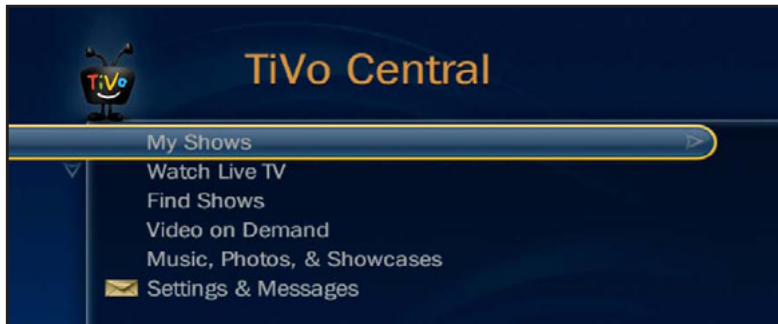 TiVo
TiVo Central
My Shows
Watch Live TV
Find Shows
Video on Demand
Music, Photos, & Showcases
Settings & Messages